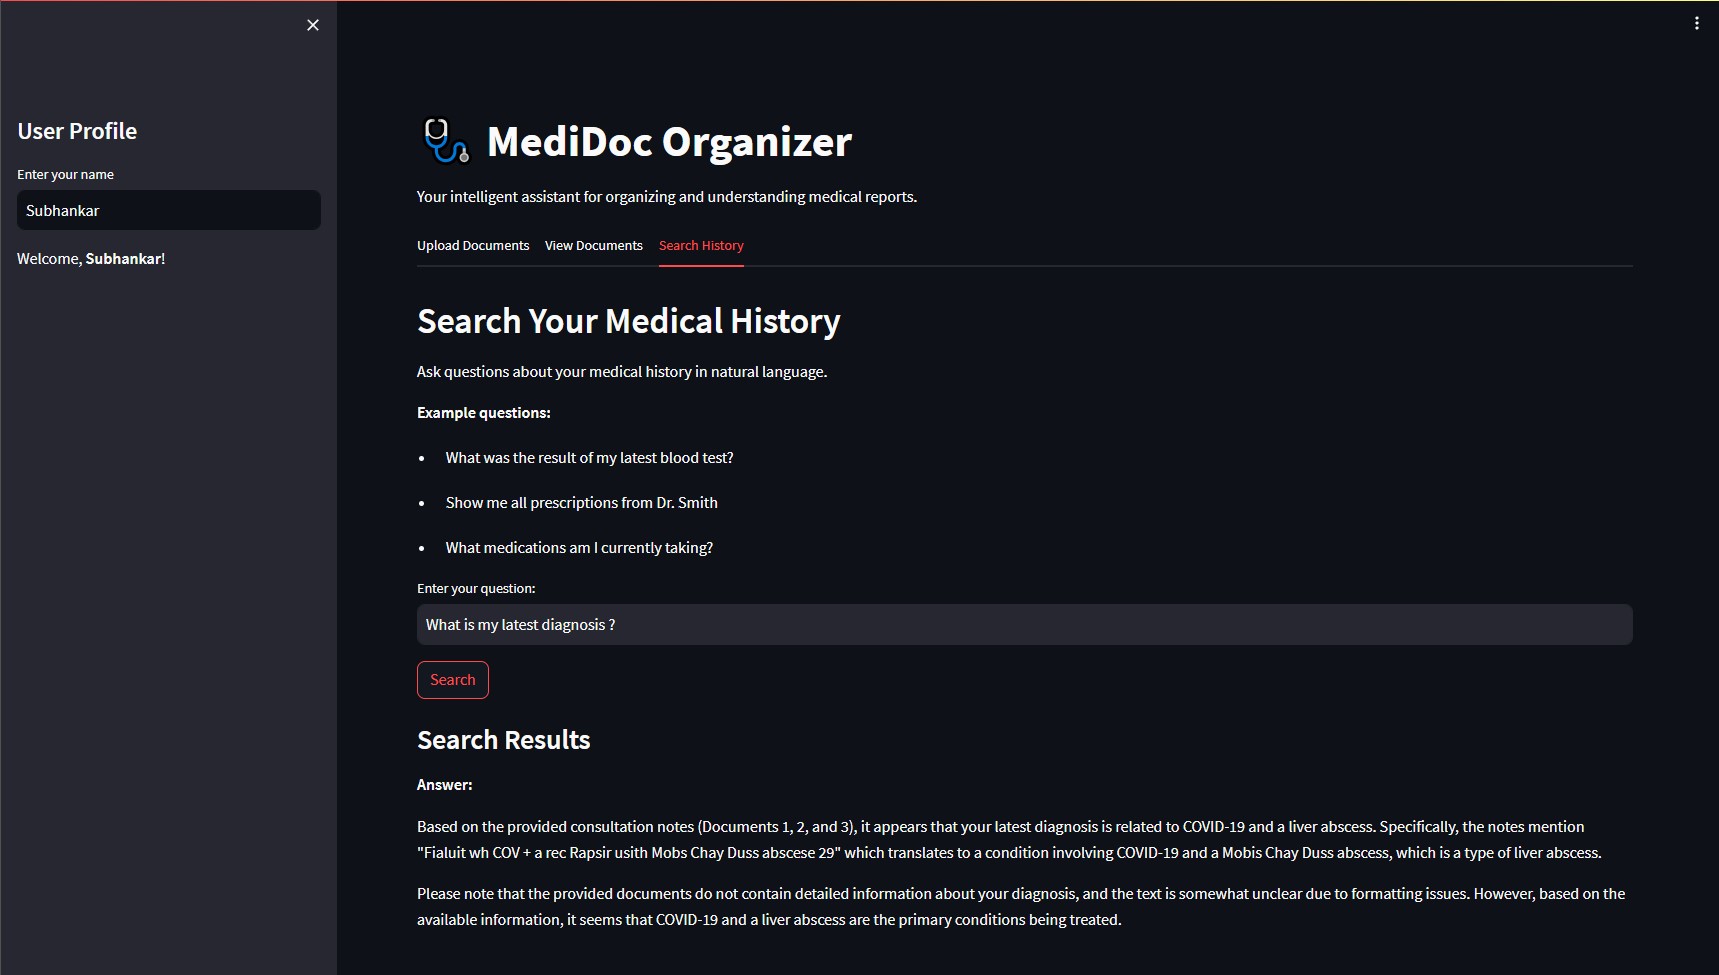 User Profile
Enter your name
Subhankar
Welcome, Subhankar!
MediDoc Organizer
Your intelligent assistant for organizing and understanding medical reports.
Upload Documents View Documents Search History
Search Your Medical History
Ask questions about your medical history in natural language.
Example questions:
• What was the result of my latest blood test?
• Show me all prescriptions from Dr. Smith
• What medications am I currently taking?
Enter your question:
What is my latest diagnosis ?
Search
Search Results
Answer:
Based on the provided consultation notes (Documents 1, 2, and 3), it appears that your latest diagnosis is related to COVID-19 and a liver abscess. Specifically, the notes mention
"Fialuit wh COV + a rec Rapsir usith Mobs Chay Duss abscese 29" which translates to a condition involving COVID-19 and a Mobis Chay Duss abscess, which is a type of liver abscess.
Please note that the provided documents do not contain detailed information about your diagnosis, and the text is somewhat unclear due to formatting issues. However, based on the
available information, it seems that COVID-19 and a liver abscess are the primary conditions being treated.